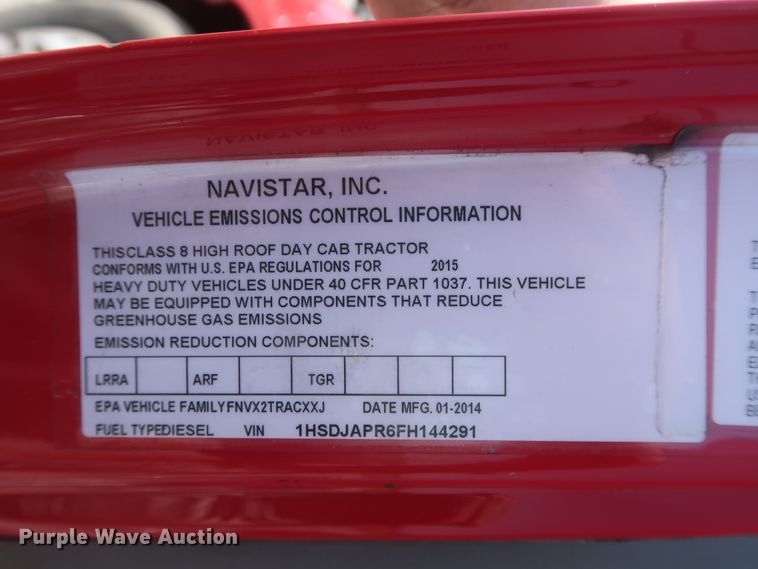 NAVISTAR, INC.
VEHICLE EMISSIONS CONTROL INFORMATION
THISCLASS 8 HIGH ROOF DAY CAB TRACTOR
CONFORMS WITH U.S. EPA REGULATIONS FOR 2015
HEAVY DUTY VEHICLES UNDER 40 CFR PART 1037. THIS VEHICLE
MAY BE EQUIPPED WITH COMPONENTS THAT REDUCE
GREENHOUSE GAS EMISSIONS
EMISSION REDUCTION COMPONENTS:
LRRA ARF TGR
EPA VEHICLE FAMILYFNVX2TRACXXJ DATE MFG. 01-2014
FUEL TYPEDIESEL VIN 1HSDJAPR6FH144291
Purple Wave Auction